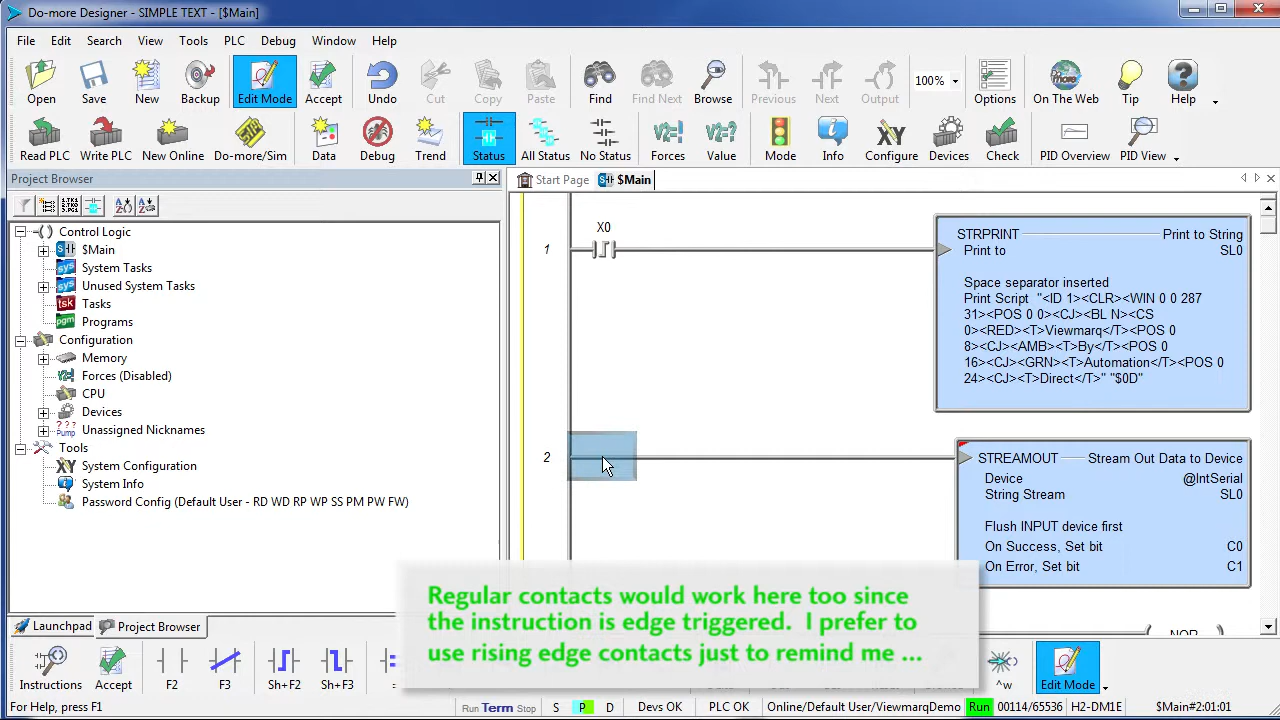 Do-more Designer - SIMPLE TEXT - [$Main]
File Edit Search View Tools PLC Debug Window Help
Open Save New Backup Edit Mode Accept Undo Cut Copy Paste Find Find Next Browse Previous Next Output 100% Options On The Web Tip Help
Read PLC Write PLC New Online Do-more/Sim Data Debug Trend Status All Status No Status Forces Value Mode Info Configure Devices Check PID Overview PID View
Project Browser
Start Page $Main
Control Logic
$Main
System Tasks
Unused System Tasks
Tasks
Programs
Configuration
Memory
Forces (Disabled)
CPU
Devices
Unassigned Nicknames
Tools
System Configuration
System Info
Password Config (Default User - RD WD RP WP SS PM PW FW)
Launchpad Project Browser
X0
1
STRPRINT Print to String
Print to SL0
Space separator inserted
Print Script "<ID 1><CLR><WIN 0 0 287
31><POS 0 0><CJ><BL N><CS
0><RED><T>Viewmarq</T><POS 0
8><CJ><AMB><T>By</T><POS 0
16><CJ><GRN><T>Automation</T><POS 0
24><CJ><T>Direct</T>" "$0D"
2
STREAMOUT Stream Out Data to Device
Device @IntSerial
String Stream SL0
Flush INPUT device first
On Success, Set bit C0
On Error, Set bit C1
Regular contacts would work here too since
the instruction is edge triggered. I prefer to
use rising edge contacts just to remind me ...
Instructions Accept F2 F3 Sh+F2 Sh+F3 ^w Edit Mode
For Help, press F1
Run Term Stop S P D Devs OK PLC OK Online/Default User/ViewmarqDemo Run 00114/65536 H2-DM1E $Main#2:01:01